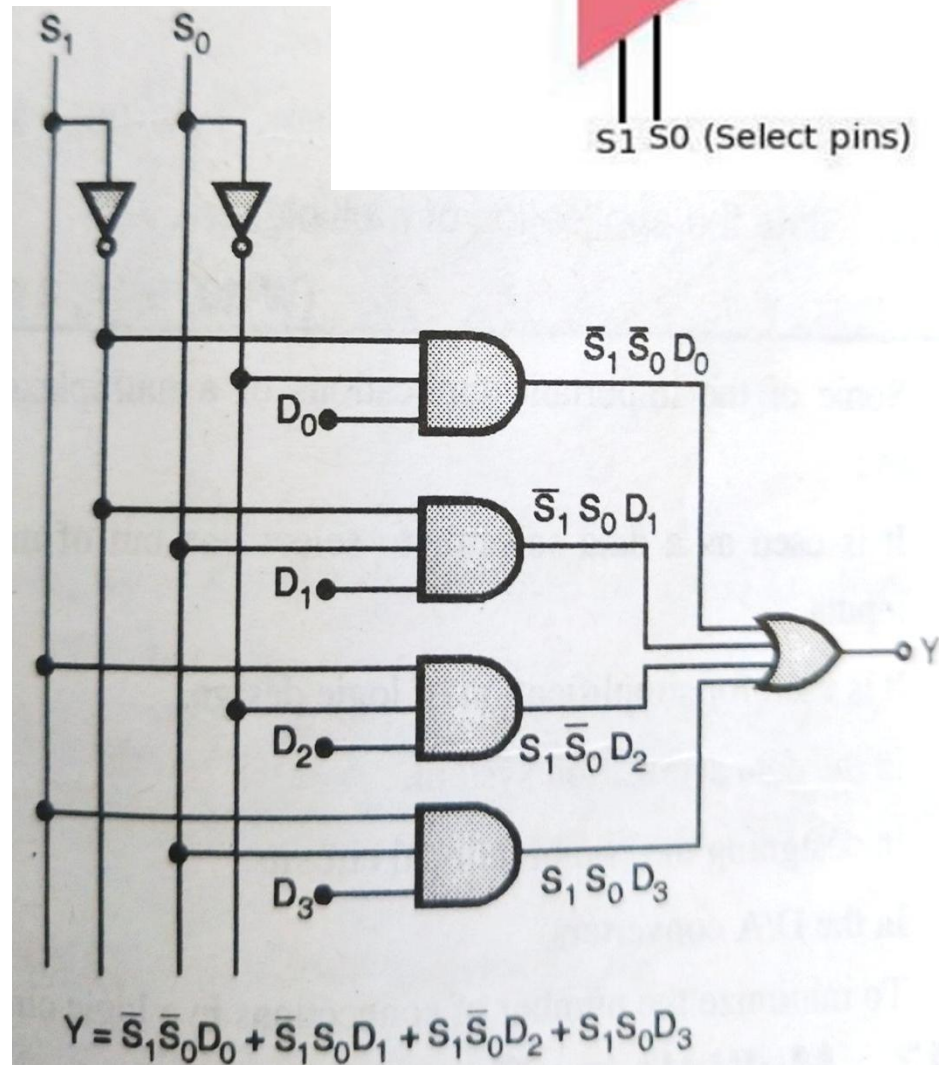 S₁ S₀
S1 S0 (Select pins)
S̅₁ S̅₀ D₀
D₀
S̅₁ S₀ D₁
D₁
Y
D₂
S₁ S̅₀ D₂
S₁ S₀ D₃
D₃
Y = S̅₁S̅₀D₀ + S̅₁S₀D₁ + S₁S̅₀D₂ + S₁S₀D₃